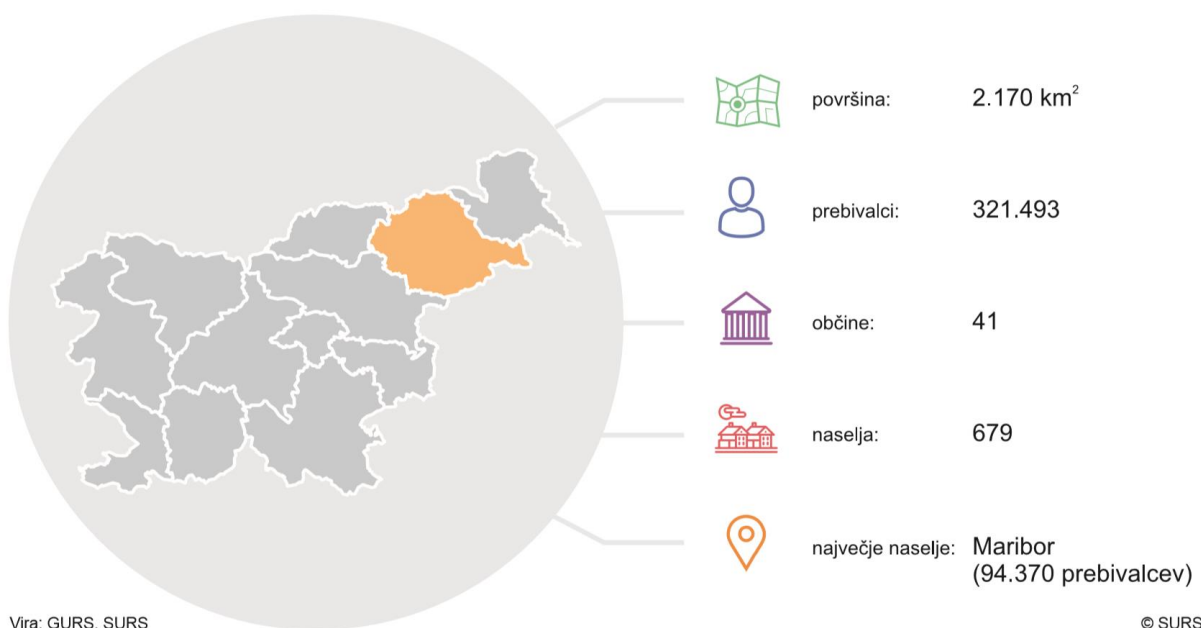 površina: 2.170 km²
prebivalci: 321.493
občine: 41
naselja: 679
največje naselje: Maribor
(94.370 prebivalcev)
Vira: GURS, SURS
© SURS